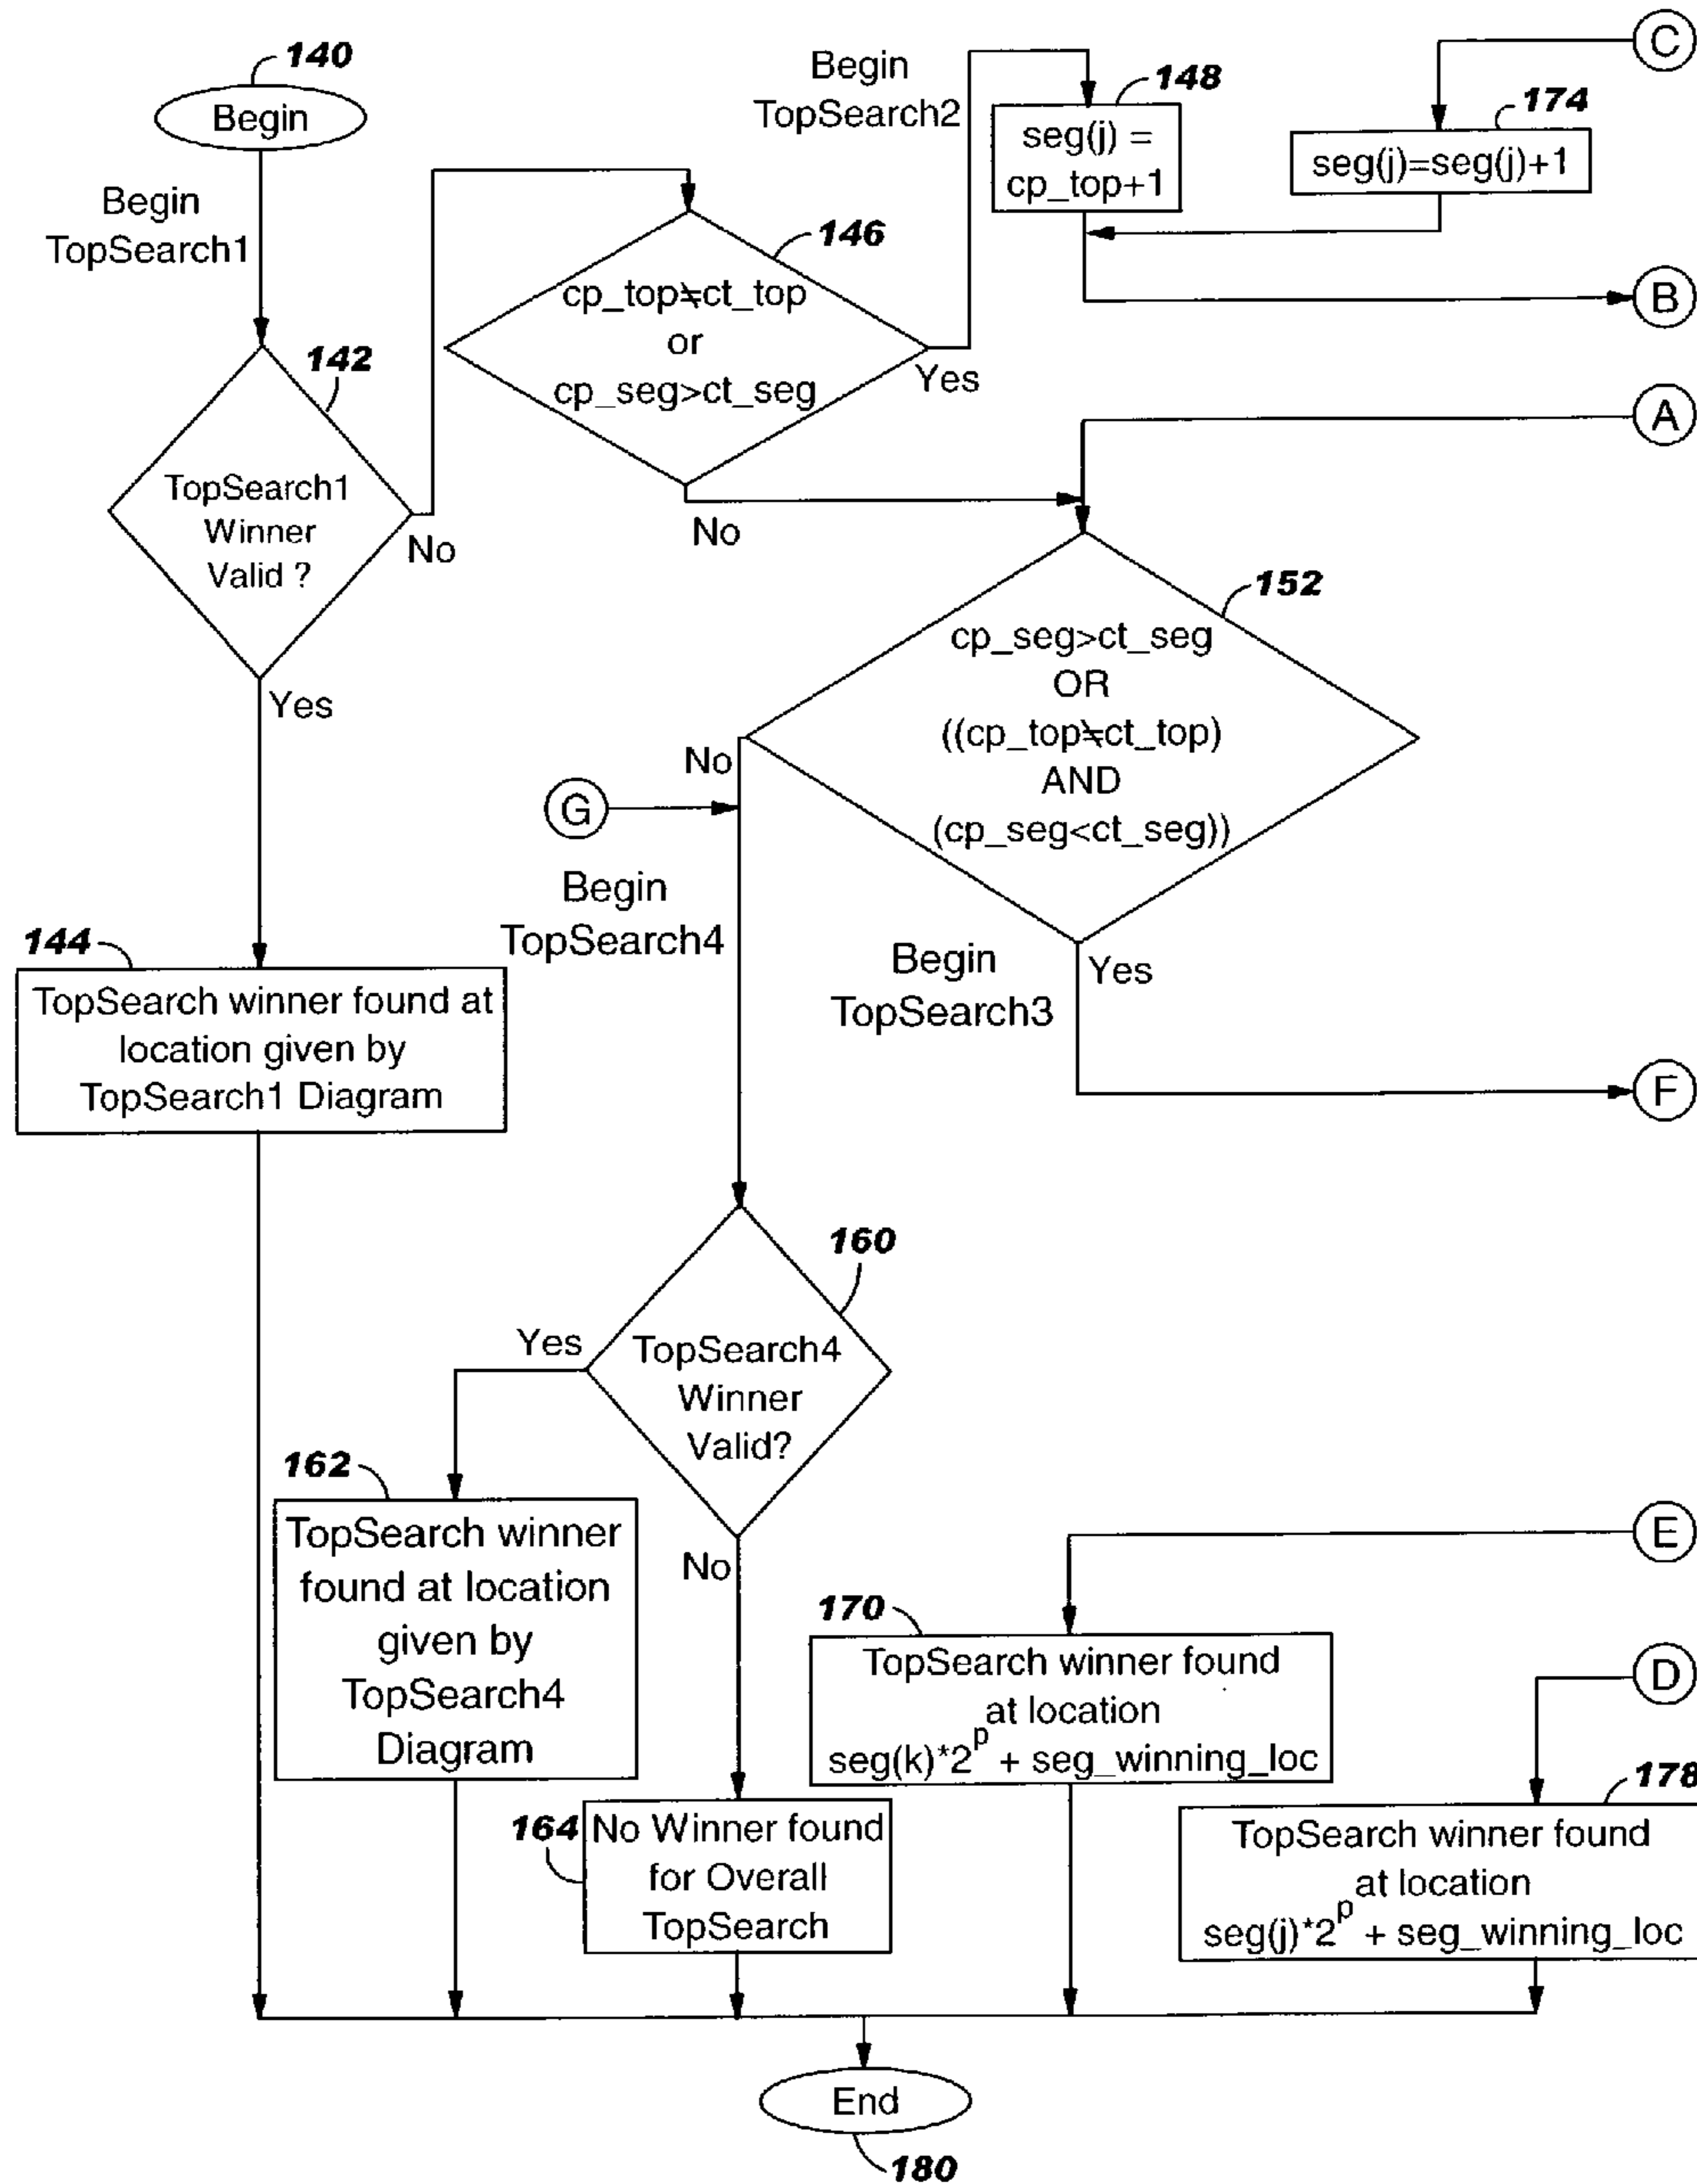 140
Begin
Begin
TopSearch1
142
TopSearch1
Winner
Valid ?
No
Yes
144
TopSearch winner found at
location given by
TopSearch1 Diagram
146
cp_top≠ct_top
or
cp_seg>ct_seg
Yes
No
Begin
TopSearch2
148
seg(j) =
cp_top+1
C
174
seg(j)=seg(j)+1
B
A
152
cp_seg>ct_seg
OR
((cp_top≠ct_top)
AND
(cp_seg<ct_seg))
No
Yes
G
Begin
TopSearch4
Begin
TopSearch3
F
160
TopSearch4
Winner
Valid?
Yes
No
162
TopSearch winner
found at location
given by
TopSearch4
Diagram
164
No Winner found
for Overall
TopSearch
E
170
TopSearch winner found
at location
seg(k)*2^p + seg_winning_loc
D
178
TopSearch winner found
at location
seg(j)*2^p + seg_winning_loc
End
180